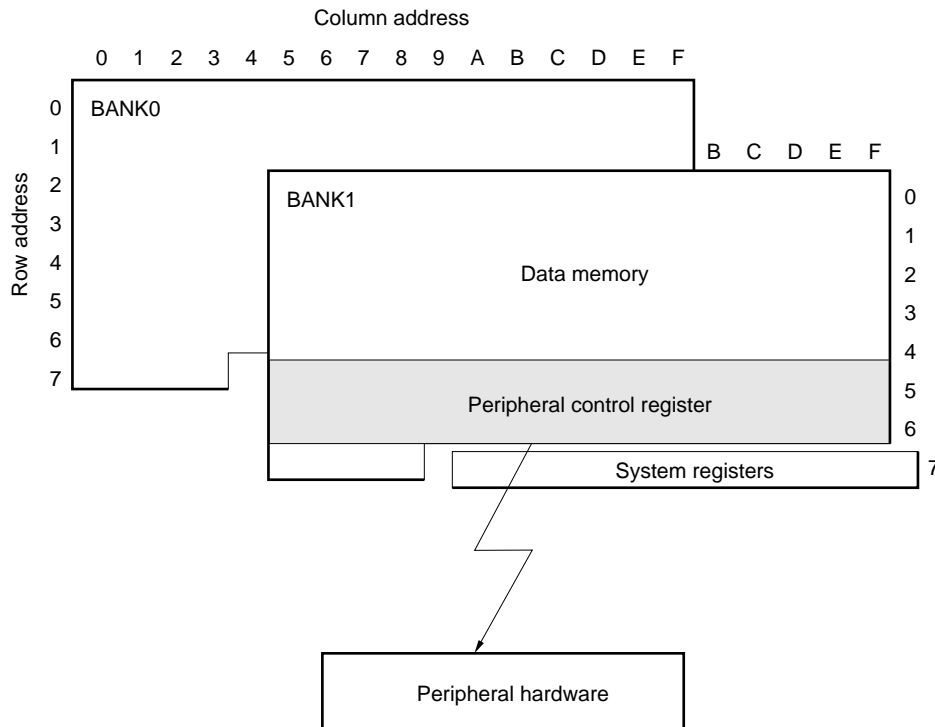 Column address
0 1 2 3 4 5 6 7 8 9 A B C D E F
0
BANK0
1
B C D E F
2
BANK1
0
3
1
Row address
4
Data memory
2
5
3
6
4
7
Peripheral control register
5
6
System registers
7
Peripheral hardware